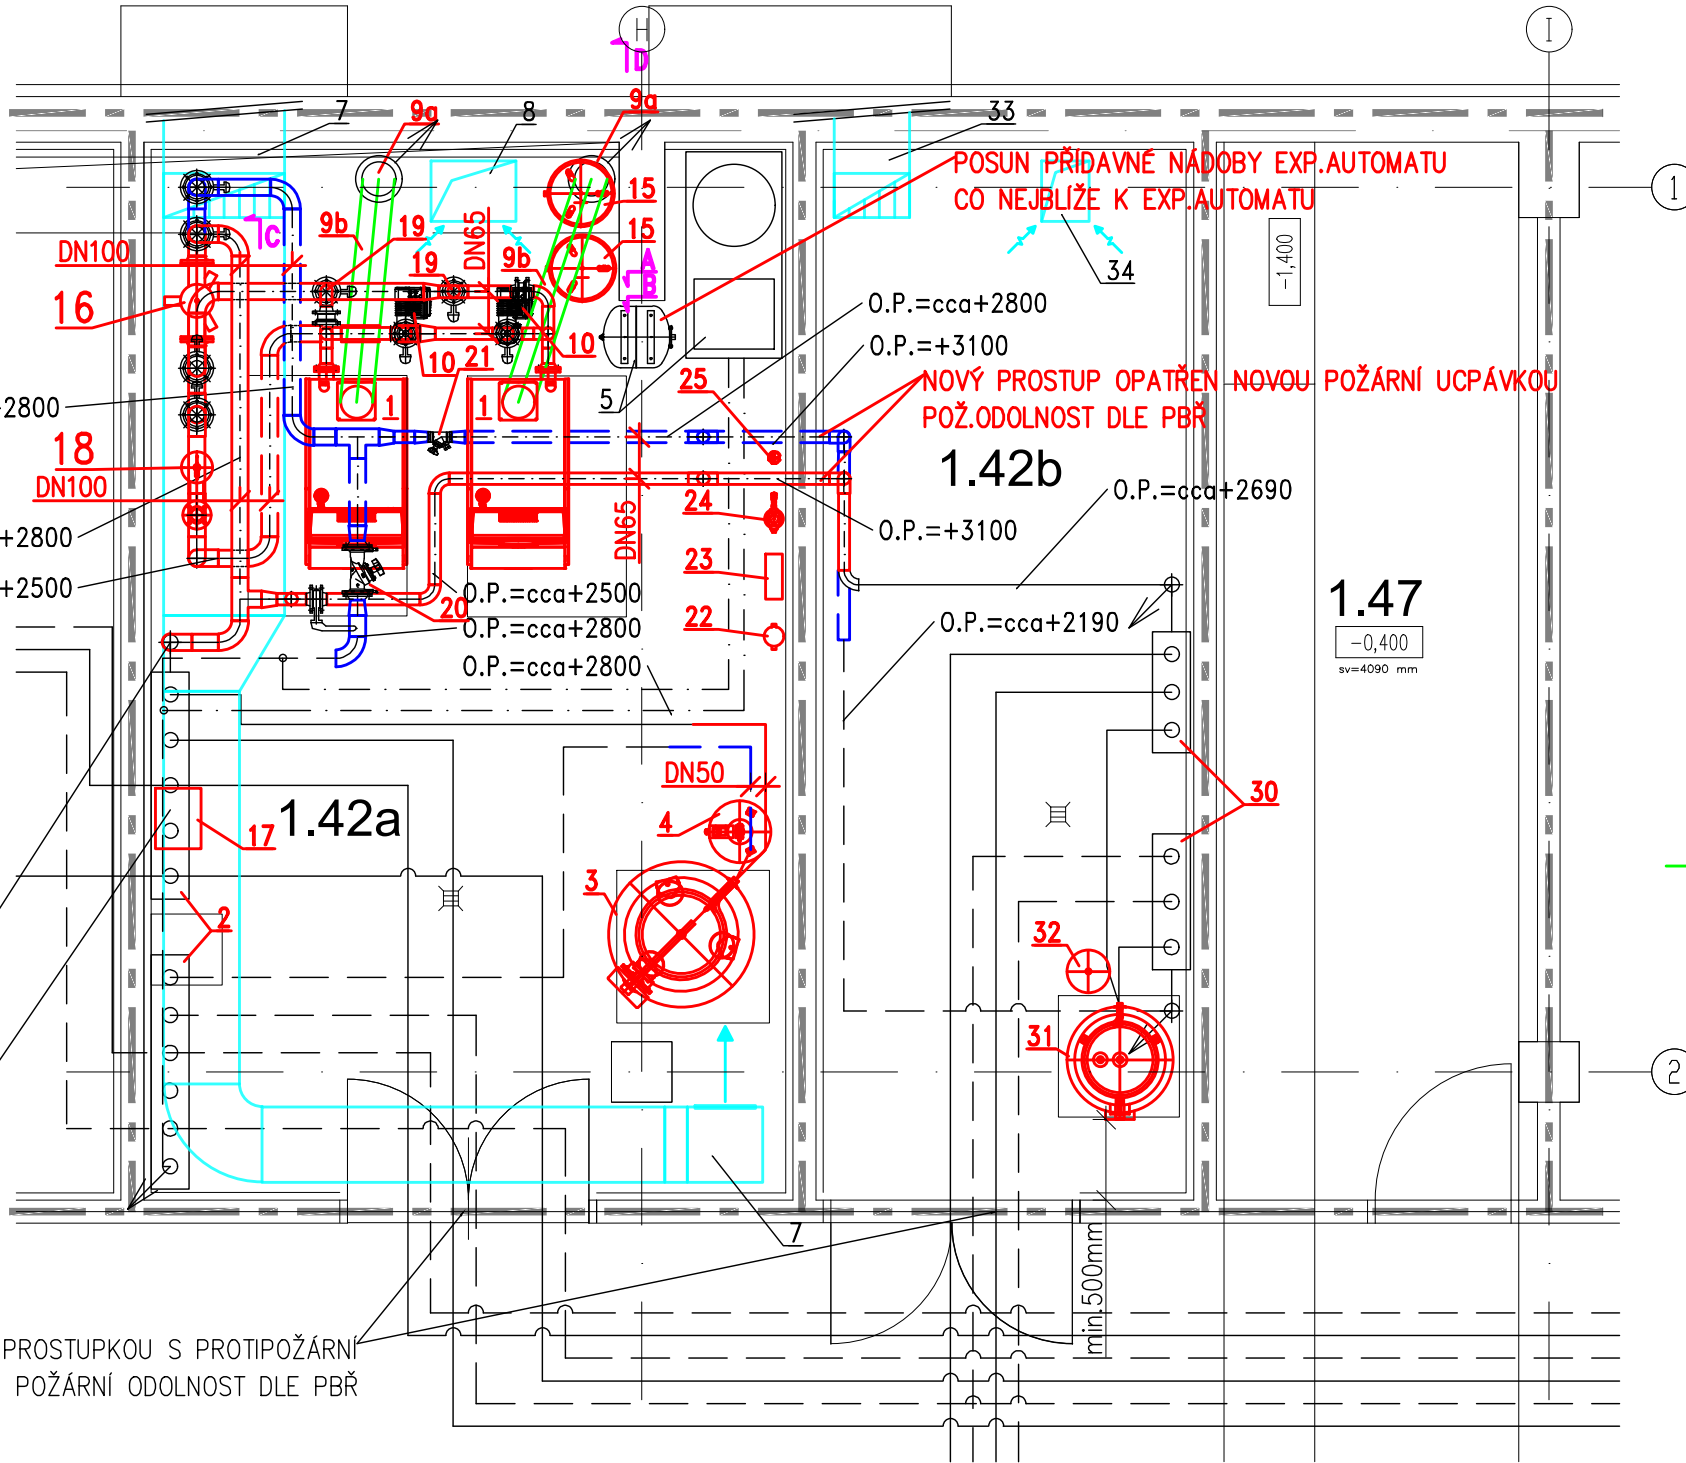 H
I
D
7
9a
8
9a
33
POSUN PŘÍDAVNÉ NÁDOBY EXP.AUTOMATU
CO NEJBLÍŽE K EXP.AUTOMATU
1
15
C
9b
19
DN65
15
DN100
19
9b
A
B
34
-1,400
16
O.P.=cca+2800
O.P.=+3100
10
21
10
25
NOVÝ PROSTUP OPATŘEN NOVOU POŽÁRNÍ UCPÁVKOU
POŽ.ODOLNOST DLE PBŘ
2800
1
1
5
18
1.42b
DN100
O.P.=cca+2690
24
DN65
O.P.=+3100
+2800
23
+2500
O.P.=cca+2500
1.47
20
22
O.P.=cca+2800
O.P.=cca+2190
-0,400
O.P.=cca+2800
sv=4090 mm
DN50
30
1.42a
17
4
3
2
32
31
2
7
min.500mm
PROSTUPKOU S PROTIPOŽÁRNÍ
POŽÁRNÍ ODOLNOST DLE PBŘ